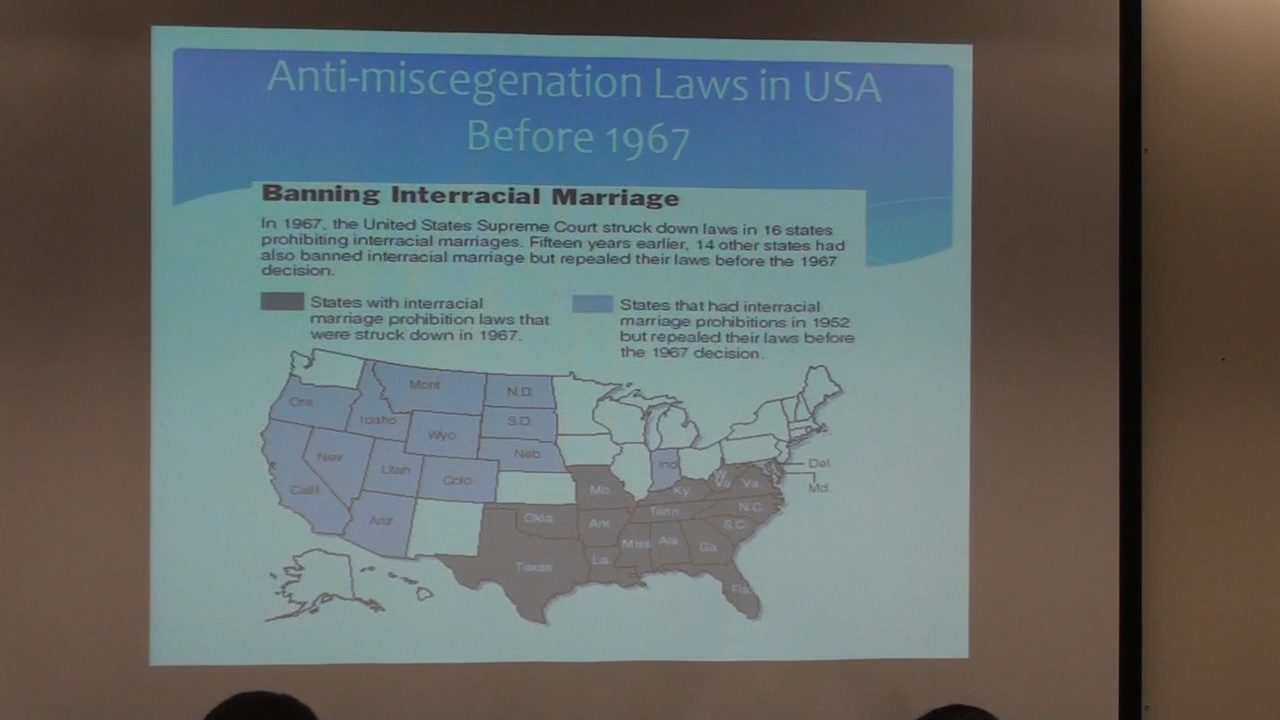 Anti-miscegenation Laws in USA
Before 1967
Banning Interracial Marriage
In 1967, the United States Supreme Court struck down laws in 16 states
prohibiting interracial marriages. Fifteen years earlier, 14 other states had
also banned interracial marriage but repealed their laws before the 1967
decision.
States with interracial
marriage prohibition laws that
were struck down in 1967.
States that had interracial
marriage prohibitions in 1952
but repealed their laws before
the 1967 decision.
Mont.
N.D.
Ore.
Idaho
S.D.
Wyo.
Nev.
Neb.
Utah
Ind.
Del.
Colo.
W.
Va.
Va.
Calif.
Mo.
Ky.
Md.
Ariz.
Okla.
Ark.
Tenn.
N.C.
S.C.
Texas
La.
Miss.
Ala.
Ga.
Fla.